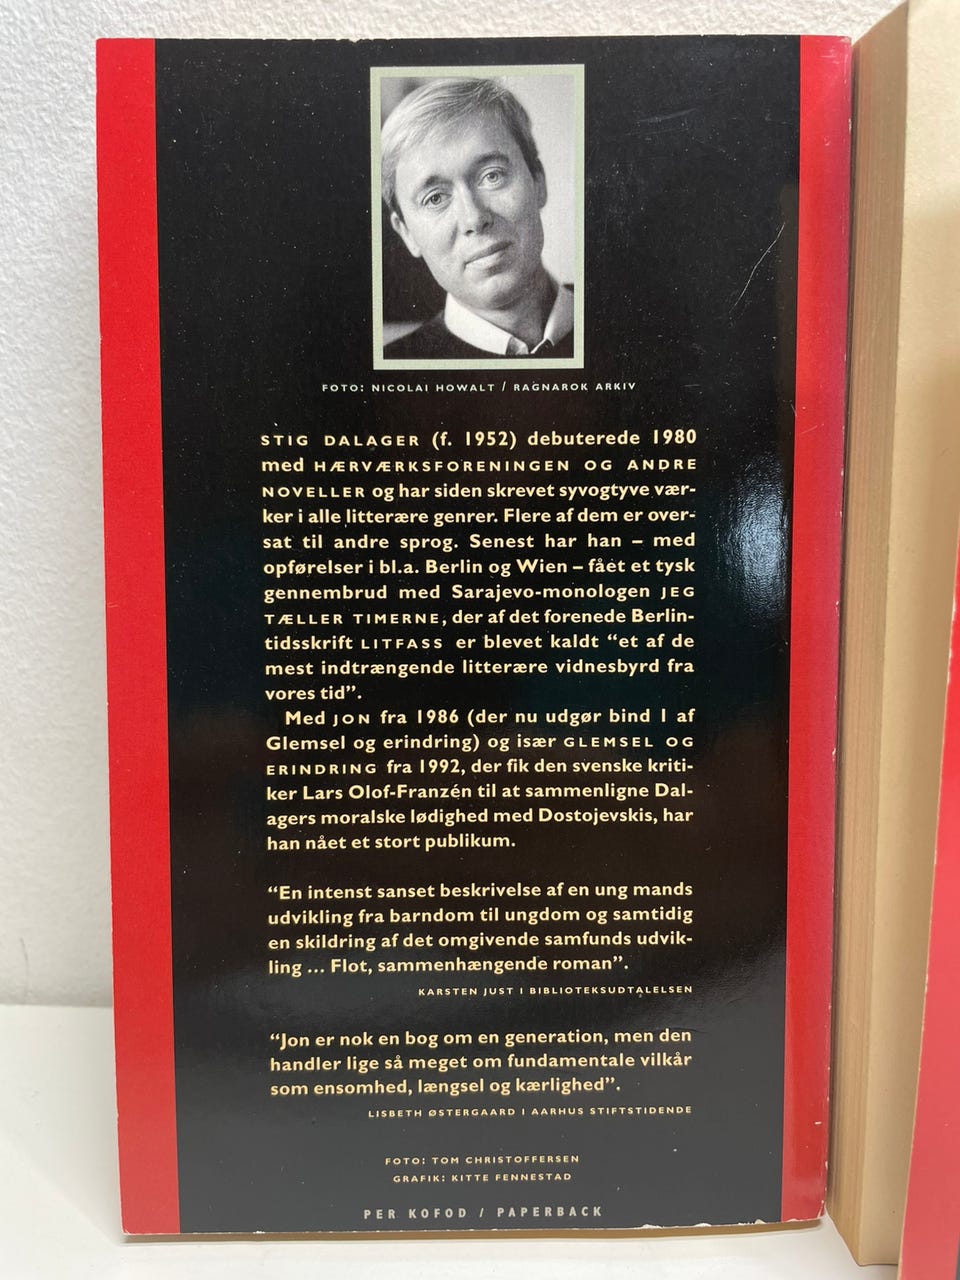 FOTO: NICOLAI HOWALT / RAGNAROK ARKIV
STIG DALAGER (f. 1952) debuterede 1980
med HÆRVÆRKSFORENINGEN OG ANDRE
NOVELLER og har siden skrevet syvogtyve vær-
ker i alle litterære genrer. Flere af dem er over-
sat til andre sprog. Senest har han – med
opførelser i bl.a. Berlin og Wien – fået et tysk
gennembrud med Sarajevo-monologen JEG
TÆLLER TIMERNE, der af det forenede Berlin-
tidsskrift LITFASS er blevet kaldt “et af de
mest indtrængende litterære vidnesbyrd fra
vores tid”.
Med JON fra 1986 (der nu udgør bind I af
Glemsel og erindring) og især GLEMSEL OG
ERINDRING fra 1992, der fik den svenske kriti-
ker Lars Olof-Franzén til at sammenligne Dal-
agers moralske lødighed med Dostojevskis, har
han nået et stort publikum.
“En intenst sanset beskrivelse af en ung mands
udvikling fra barndom til ungdom og samtidig
en skildring af det omgivende samfunds udvik-
ling ... Flot, sammenhængende roman”.
KARSTEN JUST I BIBLIOTEKSUDTALELSEN
“Jon er nok en bog om en generation, men den
handler lige så meget om fundamentale vilkår
som ensomhed, længsel og kærlighed”.
LISBETH ØSTERGAARD I AARHUS STIFTSTIDENDE
FOTO: TOM CHRISTOFFERSEN
GRAFIK: KITTE FENNESTAD
PER KOFOD / PAPERBACK